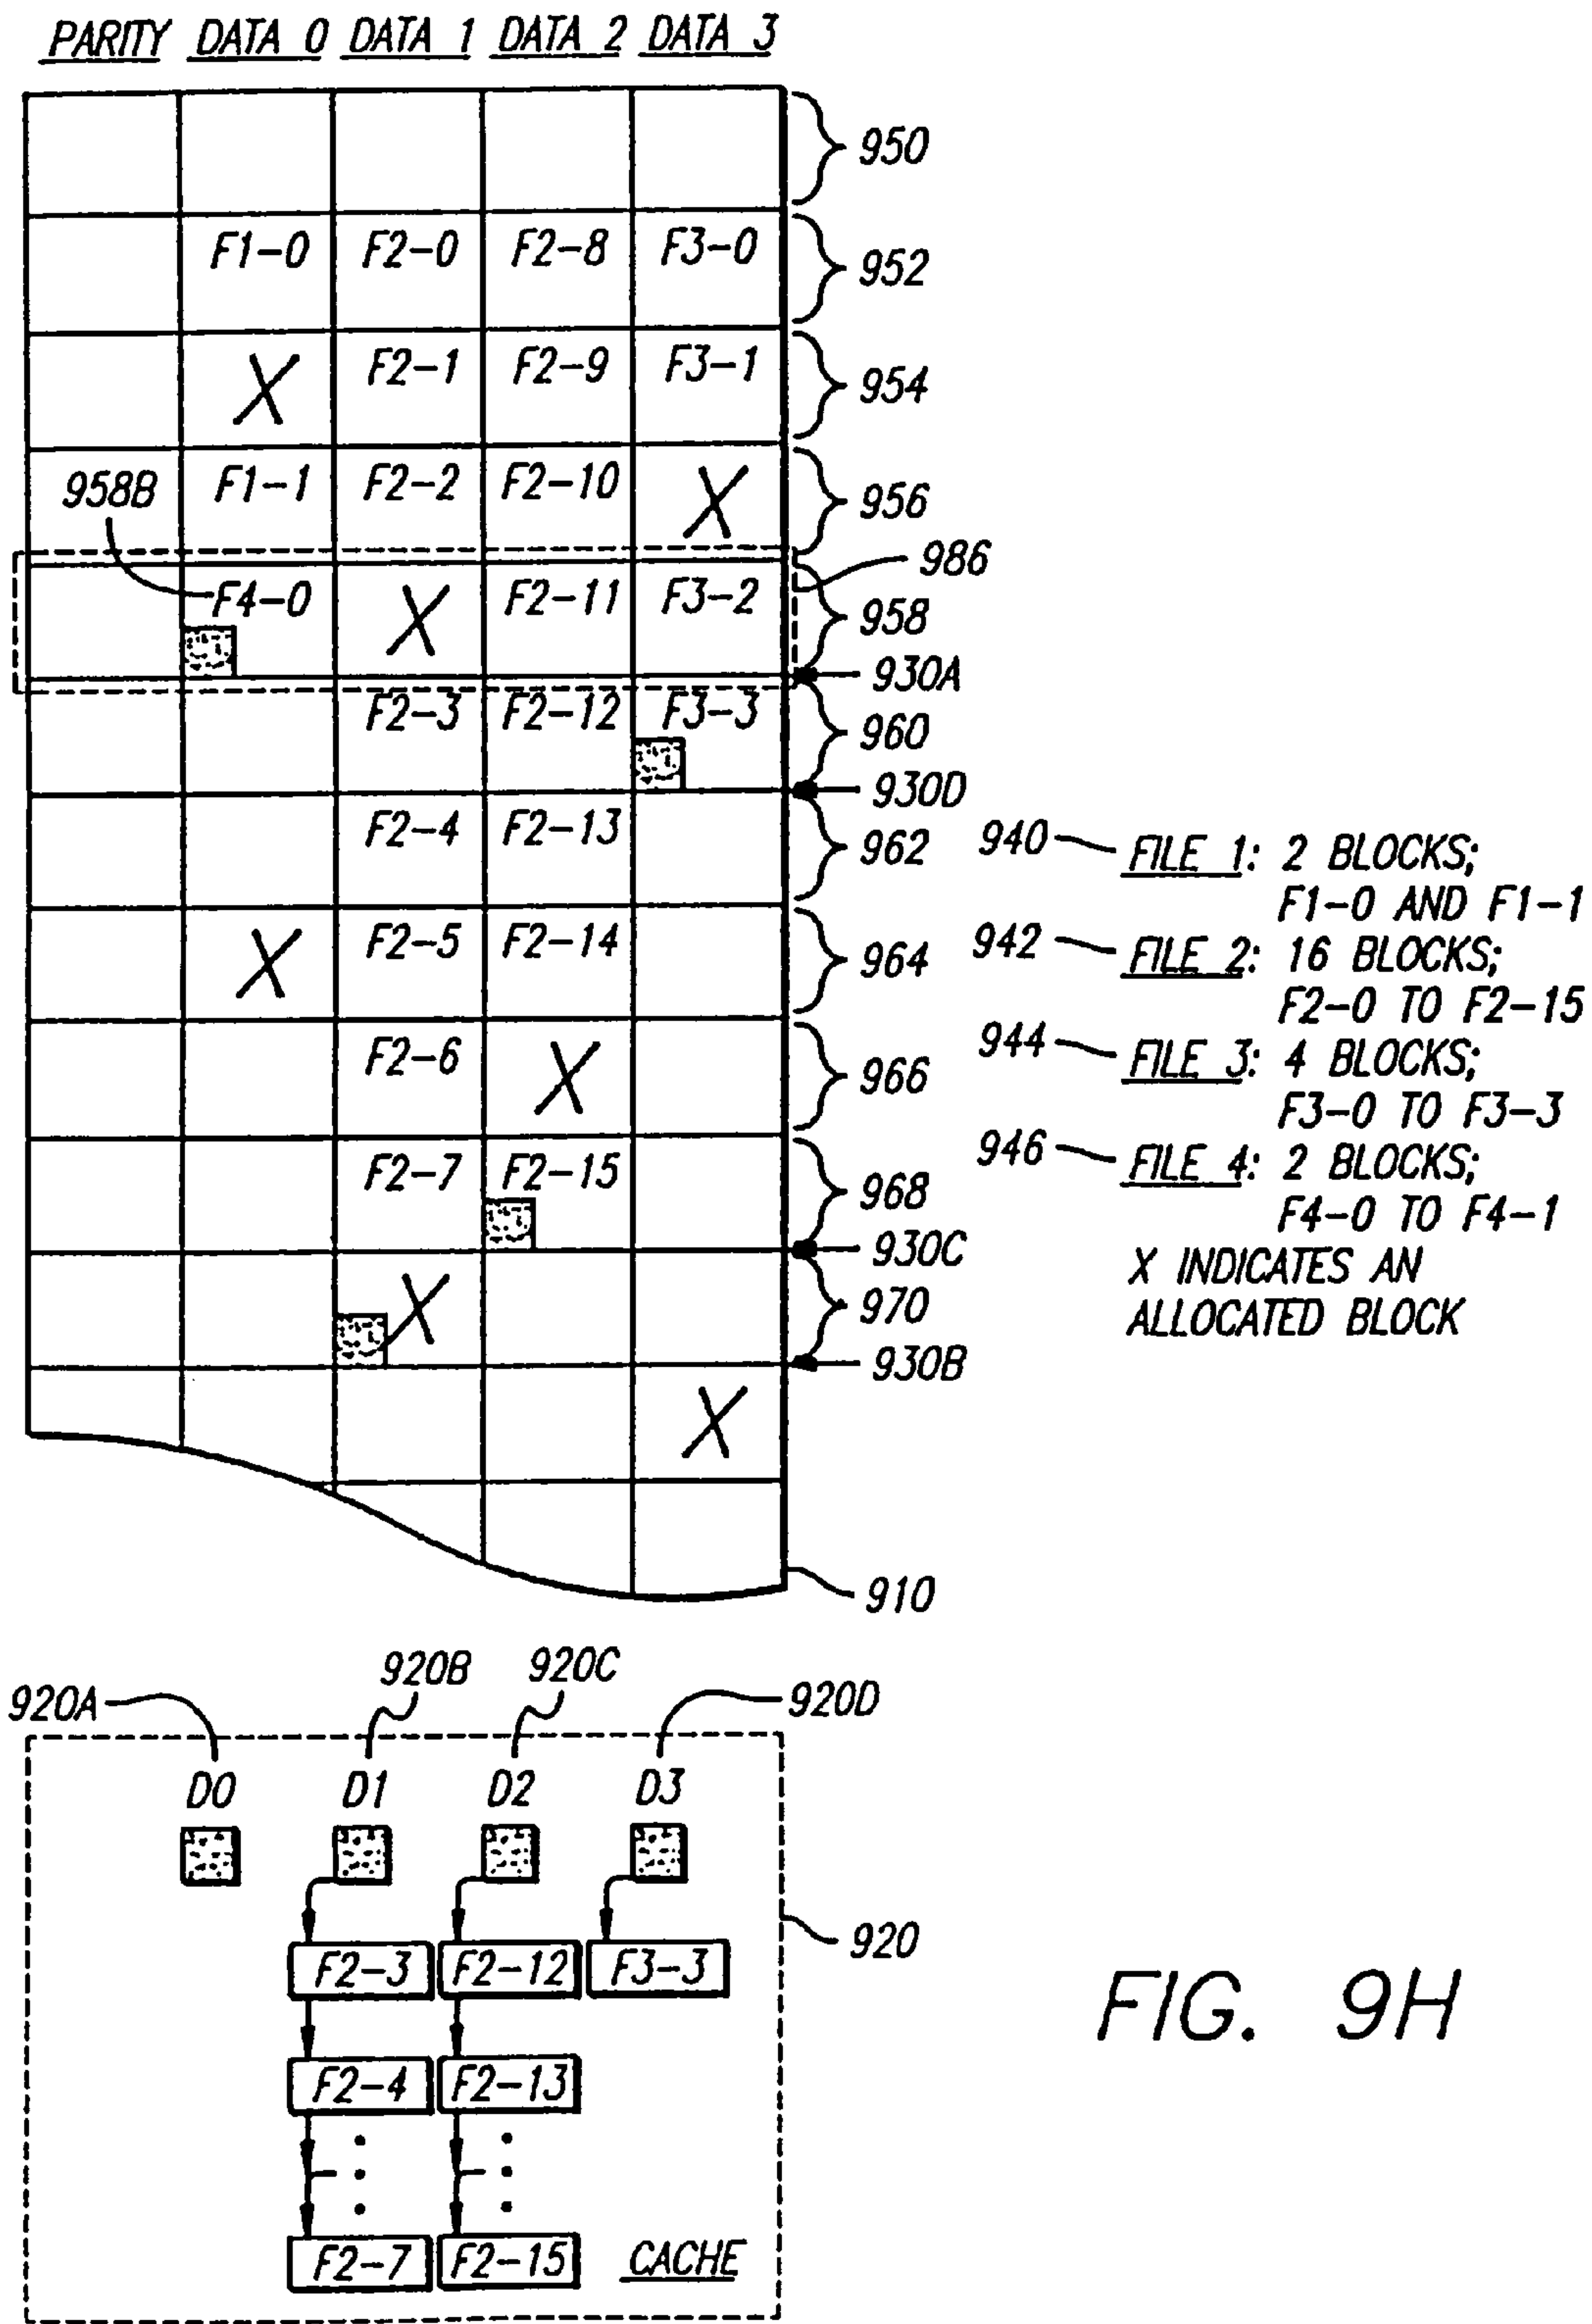 PARITY DATA 0 DATA 1 DATA 2 DATA 3
950
F1-0 F2-0 F2-8 F3-0 952
X F2-1 F2-9 F3-1 954
958B F1-1 F2-2 F2-10 X 956
986
F4-0 X F2-11 F3-2 958
930A
F2-3 F2-12 F3-3 960
930D
F2-4 F2-13 962
X F2-5 F2-14 964
F2-6 X 966
F2-7 F2-15 968
930C
X 970
930B
X
910
940 FILE 1: 2 BLOCKS;
F1-0 AND F1-1
942 FILE 2: 16 BLOCKS;
F2-0 TO F2-15
944 FILE 3: 4 BLOCKS;
F3-0 TO F3-3
946 FILE 4: 2 BLOCKS;
F4-0 TO F4-1
X INDICATES AN
ALLOCATED BLOCK
920A 920B 920C 920D
D0 D1 D2 D3
920
F2-3 F2-12 F3-3
F2-4 F2-13
F2-7 F2-15 CACHE
FIG. 9H